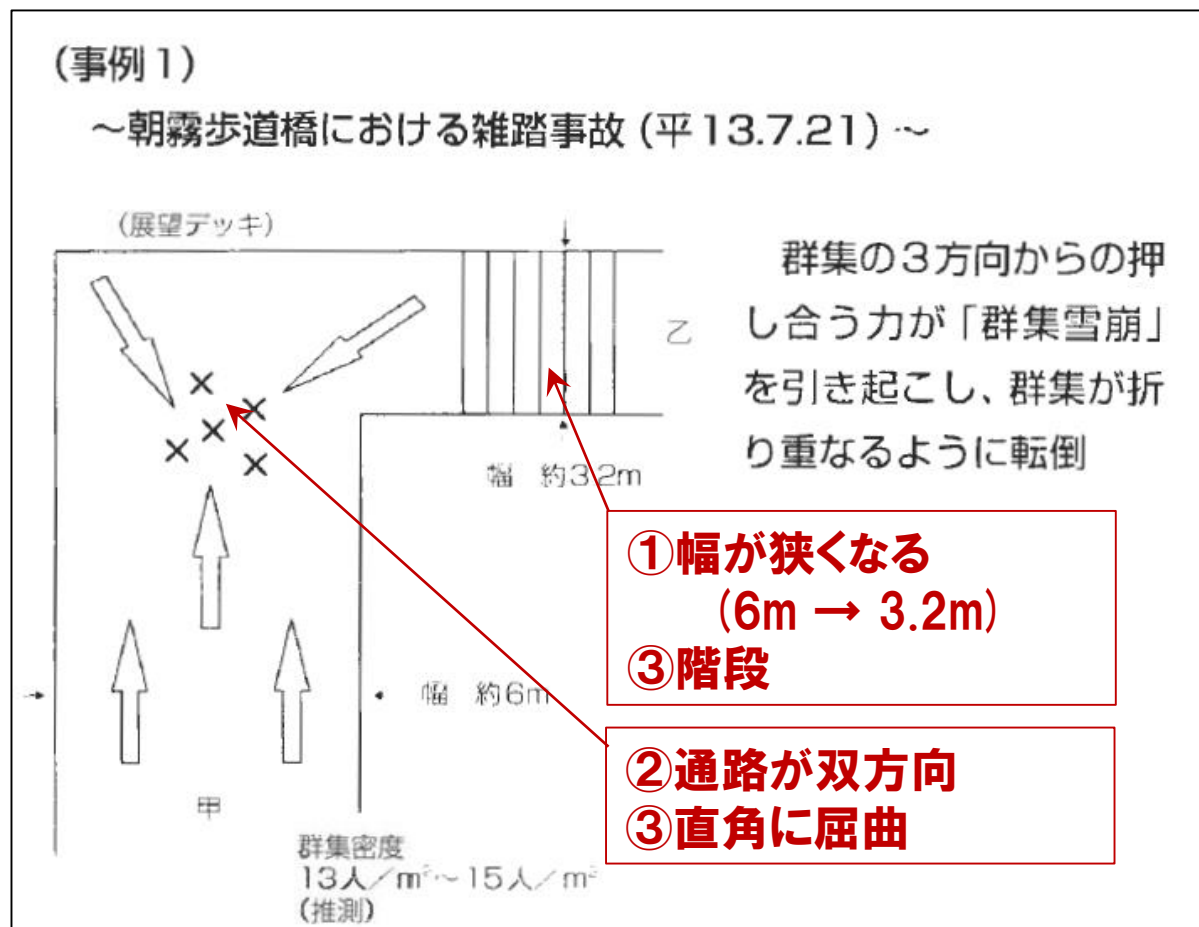 (事例1)
～朝霧歩道橋における雑踏事故 (平13.7.21) ～
(展望デッキ)
群集の3方向からの押
し合う力が「群集雪崩」
を引き起こし、群集が折
り重なるように転倒
乙
幅 約3.2m
①幅が狭くなる
(6m → 3.2m)
③階段
幅 約6m
②通路が双方向
③直角に屈曲
甲
群集密度
13人／m²～15人／m²
(推測)